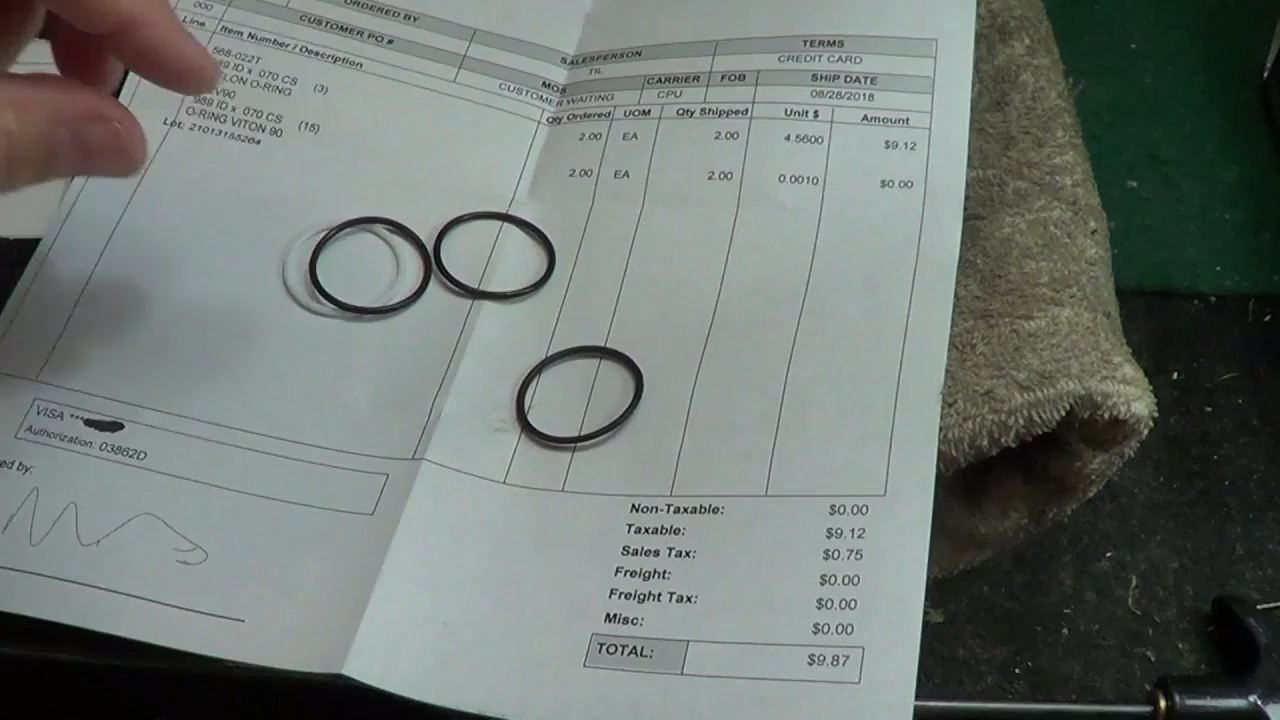 000
ORDERED BY
CUSTOMER PO #
SALESPERSON
TERMS
TIL
CREDIT CARD
CARRIER
FOB
SHIP DATE
CUSTOMER WAITING
CPU
08/28/2018
Line
Item Number / Description
Qty Ordered
UOM
Qty Shipped
Unit $
Amount
568-022T
ID x .070 CS
O-RING
(3)
2.00
EA
2.00
4.5600
$9.12
V90
989 ID x .070 CS
O-RING VITON 90
(15)
2.00
EA
2.00
0.0010
$0.00
Lot: 21013155264
VISA ***
Authorization: 03862D
by:
Non-Taxable: $0.00
Taxable: $9.12
Sales Tax: $0.75
Freight: $0.00
Freight Tax: $0.00
Misc: $0.00
TOTAL: $9.87